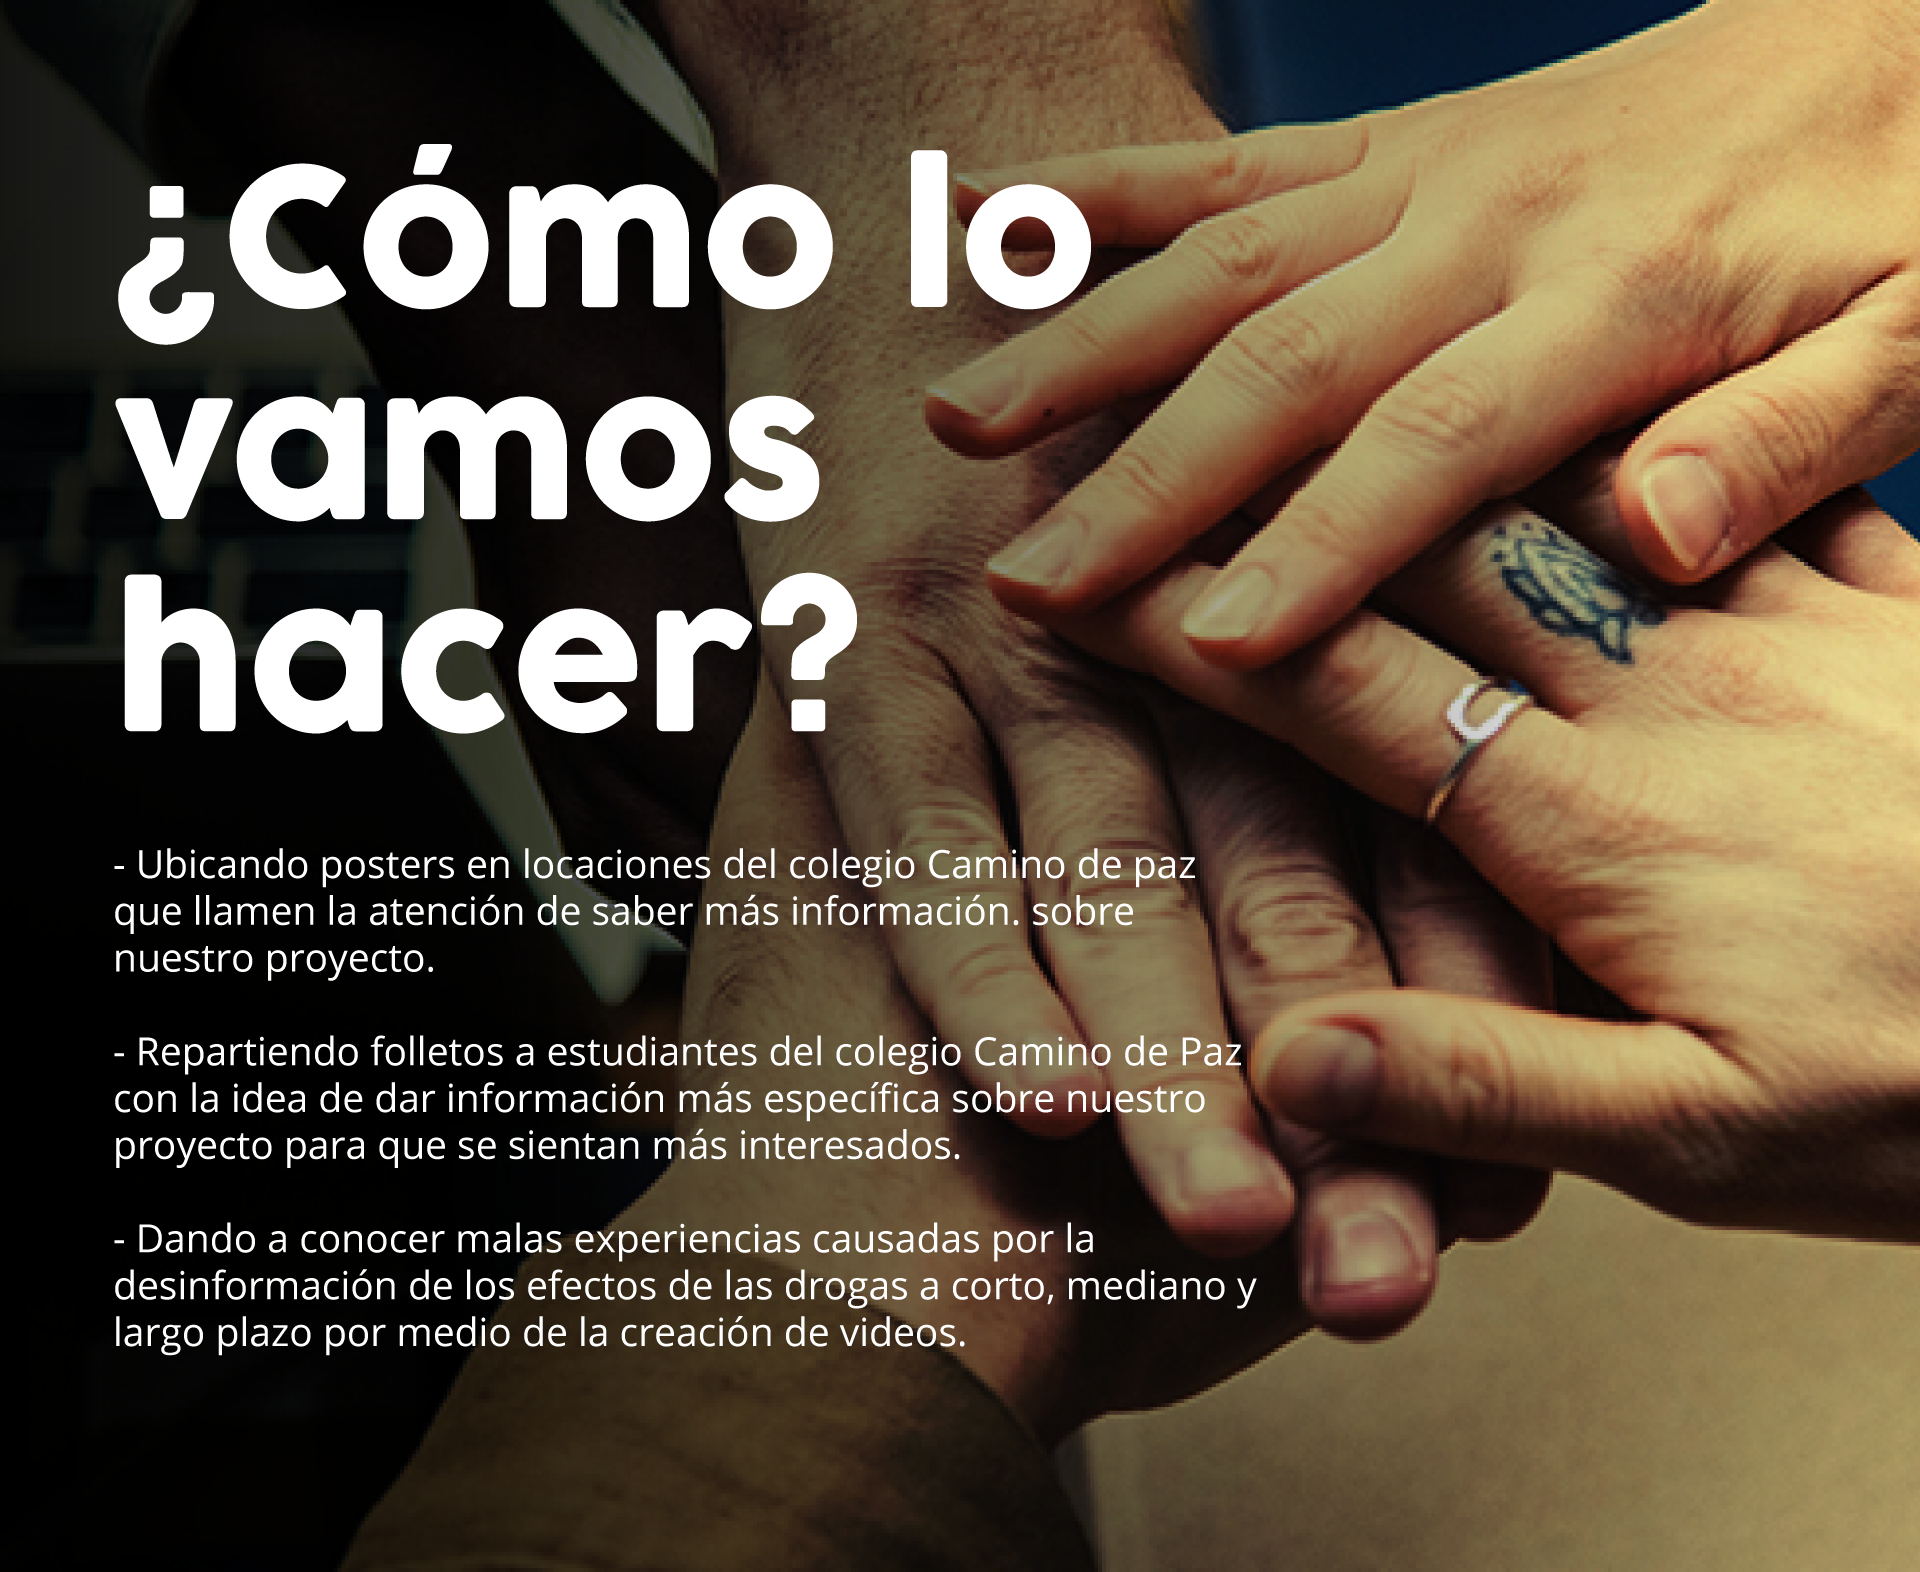 ¿Cómo lo
vamos
hacer?
- Ubicando posters en locaciones del colegio Camino de paz
que llamen la atención de saber más información. sobre
nuestro proyecto.
- Repartiendo folletos a estudiantes del colegio Camino de Paz
con la idea de dar información más específica sobre nuestro
proyecto para que se sientan más interesados.
- Dando a conocer malas experiencias causadas por la
desinformación de los efectos de las drogas a corto, mediano y
largo plazo por medio de la creación de videos.